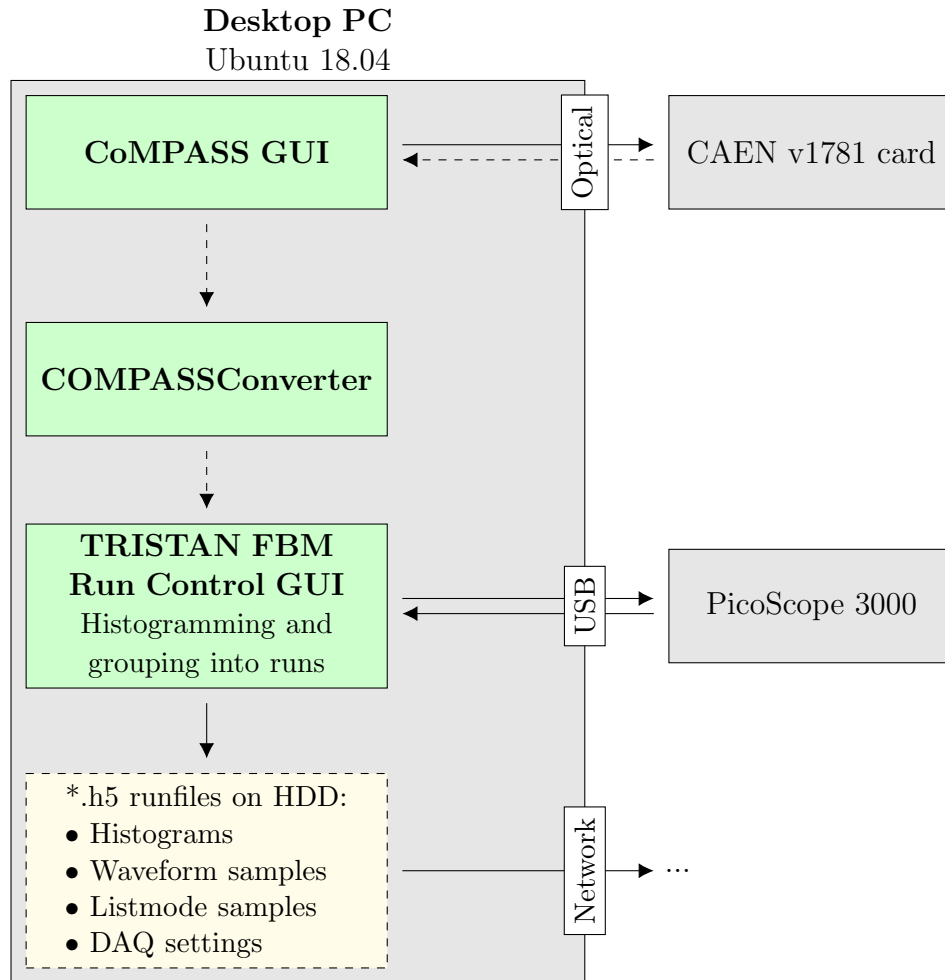 Desktop PC
Ubuntu 18.04
CoMPASS GUI
Optical
CAEN v1781 card
COMPASSConverter
TRISTAN FBM
Run Control GUI
Histogramming and
grouping into runs
USB
PicoScope 3000
*.h5 runfiles on HDD:
• Histograms
• Waveform samples
• Listmode samples
• DAQ settings
Network
...